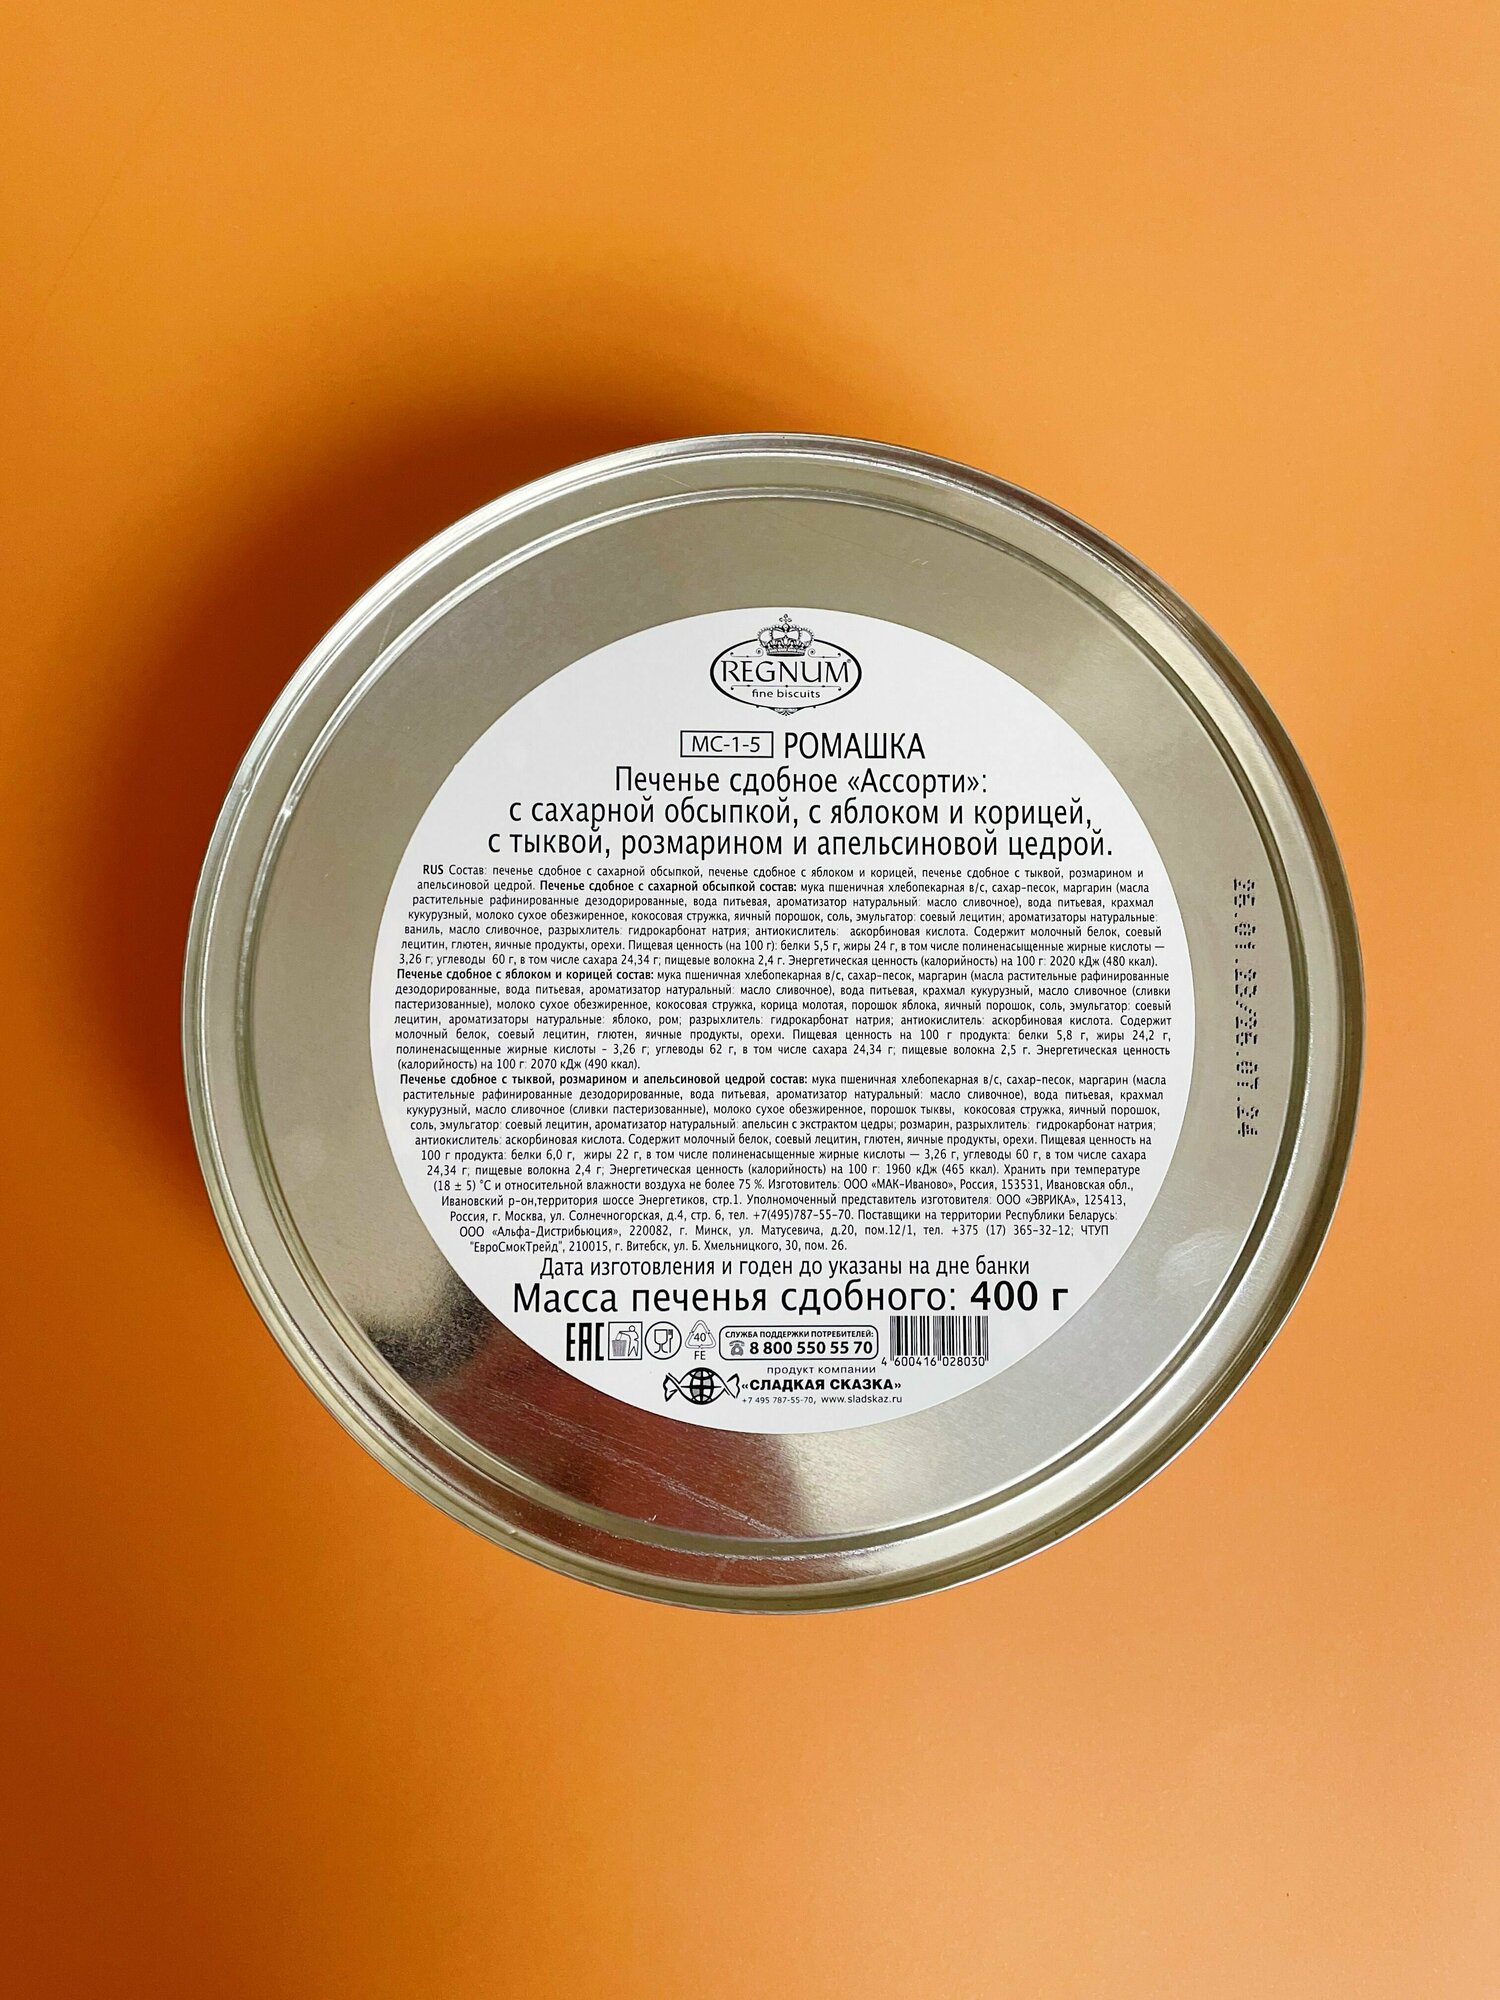 REGNUM®
fine biscuits
МС-1-5 РОМАШКА
Печенье сдобное «Ассорти»:
с сахарной обсыпкой, с яблоком и корицей,
с тыквой, розмарином и апельсиновой цедрой.
RUS Состав: печенье сдобное с сахарной обсыпкой, печенье сдобное с яблоком и корицей, печенье сдобное с тыквой, розмарином и
апельсиновой цедрой. Печенье сдобное с сахарной обсыпкой состав: мука пшеничная хлебопекарная в/с, сахар-песок, маргарин (масла
растительные рафинированные дезодорированные, вода питьевая, ароматизатор натуральный: масло сливочное), вода питьевая, крахмал
кукурузный, молоко сухое обезжиренное, кокосовая стружка, яичный порошок, соль, эмульгатор: соевый лецитин; ароматизаторы натуральные:
ваниль, масло сливочное, разрыхлитель: гидрокарбонат натрия; антиокислитель: аскорбиновая кислота. Содержит молочный белок, соевый
лецитин, глютен, яичные продукты, орехи. Пищевая ценность (на 100 г): белки 5,5 г, жиры 24 г, в том числе полиненасыщенные жирные кислоты —
3,26 г; углеводы 60 г, в том числе сахара 24,34 г; пищевые волокна 2,4 г. Энергетическая ценность (калорийность) на 100 г: 2020 кДж (480 ккал).
Печенье сдобное с яблоком и корицей состав: мука пшеничная хлебопекарная в/с, сахар-песок, маргарин (масла растительные рафинированные
дезодорированные, вода питьевая, ароматизатор натуральный: масло сливочное), вода питьевая, крахмал кукурузный, масло сливочное (сливки
пастеризованные), молоко сухое обезжиренное, кокосовая стружка, корица молотая, порошок яблока, яичный порошок, соль, эмульгатор: соевый
лецитин, ароматизаторы натуральные: яблоко, ром; разрыхлитель: гидрокарбонат натрия; антиокислитель: аскорбиновая кислота. Содержит
молочный белок, соевый лецитин, глютен, яичные продукты, орехи. Пищевая ценность на 100 г продукта: белки 5,8 г, жиры 24,2 г,
полиненасыщенные жирные кислоты - 3,26 г; углеводы 62 г, в том числе сахара 24,34 г; пищевые волокна 2,5 г. Энергетическая ценность
(калорийность) на 100 г: 2070 кДж (490 ккал).
Печенье сдобное с тыквой, розмарином и апельсиновой цедрой состав: мука пшеничная хлебопекарная в/с, сахар-песок, маргарин (масла
растительные рафинированные дезодорированные, вода питьевая, ароматизатор натуральный: масло сливочное), вода питьевая, крахмал
кукурузный, масло сливочное (сливки пастеризованные), молоко сухое обезжиренное, порошок тыквы, кокосовая стружка, яичный порошок,
соль, эмульгатор: соевый лецитин, ароматизатор натуральный: апельсин с экстрактом цедры; розмарин, разрыхлитель: гидрокарбонат натрия;
антиокислитель: аскорбиновая кислота. Содержит молочный белок, соевый лецитин, глютен, яичные продукты, орехи. Пищевая ценность на
100 г продукта: белки 6,0 г, жиры 22 г, в том числе полиненасыщенные жирные кислоты — 3,26 г, углеводы 60 г, в том числе сахара
24,34 г; пищевые волокна 2,4 г; Энергетическая ценность (калорийность) на 100 г: 1960 кДж (465 ккал). Хранить при температуре
(18 ± 5) °С и относительной влажности воздуха не более 75 %. Изготовитель: ООО «МАК-Иваново», Россия, 153531, Ивановская обл.,
Ивановский р-он,территория шоссе Энергетиков, стр.1. Уполномоченный представитель изготовителя: ООО «ЭВРИКА», 125413,
Россия, г. Москва, ул. Солнечногорская, д.4, стр. 6, тел. +7(495)787-55-70. Поставщики на территории Республики Беларусь:
ООО «Альфа-Дистрибьюция», 220082, г. Минск, ул. Матусевича, д.20, пом.12/1, тел. +375 (17) 365-32-12; ЧТУП
"ЕвроСмокТрейд", 210015, г. Витебск, ул. Б. Хмельницкого, 30, пом. 26.
Дата изготовления и годен до указаны на дне банки
Масса печенья сдобного: 400 г
EAC
40
FE
СЛУЖБА ПОДДЕРЖКИ ПОТРЕБИТЕЛЕЙ:
8 800 550 55 70
4 600416 028030
продукт компании
«СЛАДКАЯ СКАЗКА»
+7 495 787-55-70, www.sladskaz.ru